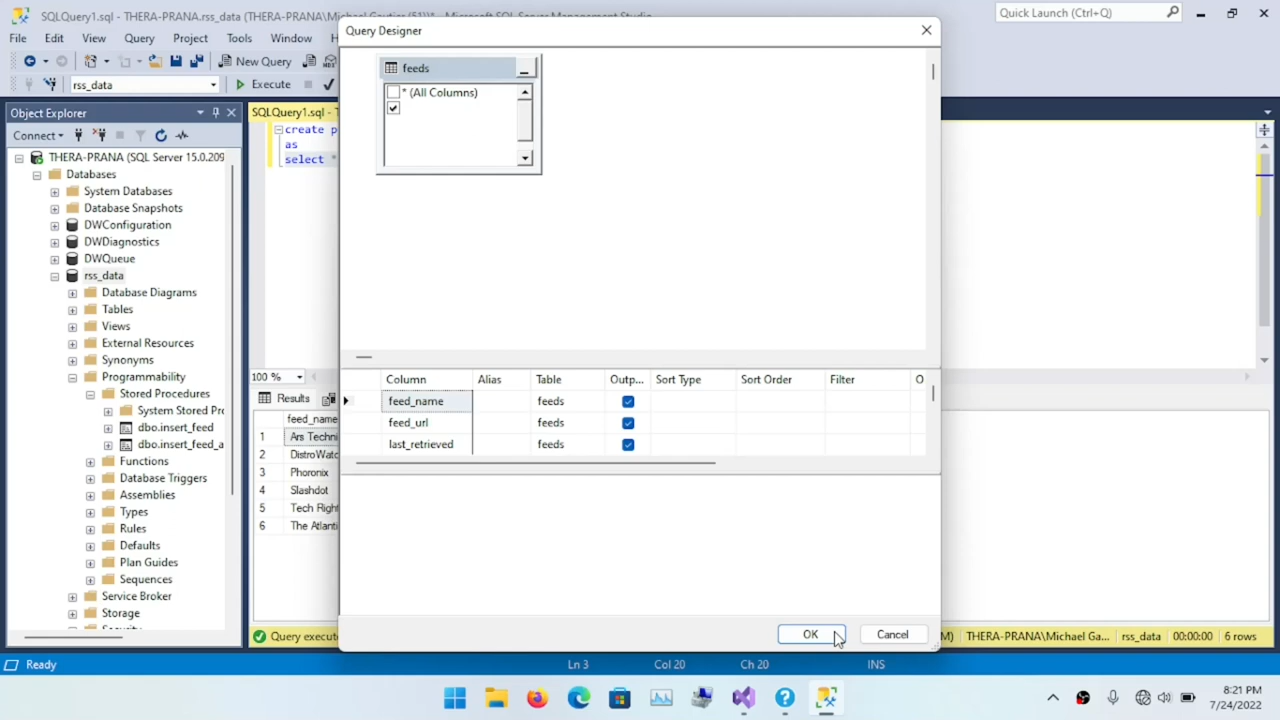 SQLQuery1.sql - THERA-PRANA.rss_data (THERA-PRANA\Michael Gautier (51))* - Microsoft SQL Server Management Studio
Quick Launch (Ctrl+Q)
File Edit View Query Project Tools Window
New Query
rss_data
Execute
Object Explorer
Connect
THERA-PRANA (SQL Server 15.0.209
Databases
System Databases
Database Snapshots
DWConfiguration
DWDiagnostics
DWQueue
rss_data
Database Diagrams
Tables
Views
External Resources
Synonyms
Programmability
Stored Procedures
System Stored Pro
dbo.insert_feed
dbo.insert_feed_a
Functions
Database Triggers
Assemblies
Types
Rules
Defaults
Plan Guides
Sequences
Service Broker
Storage
SQLQuery1.sql - T
create p
as
select *
100 %
Results
feed_name
1 Ars Techni
2 DistroWatc
3 Phoronix
4 Slashdot
5 Tech Right
6 The Atlanti
Query execute
Query Designer
feeds
* (All Columns)
Column Alias Table Outp... Sort Type Sort Order Filter O
feed_name feeds
feed_url feeds
last_retrieved feeds
OK Cancel
M) THERA-PRANA\Michael Ga... rss_data 00:00:00 6 rows
Ready Ln 3 Col 20 Ch 20 INS
8:21 PM
7/24/2022